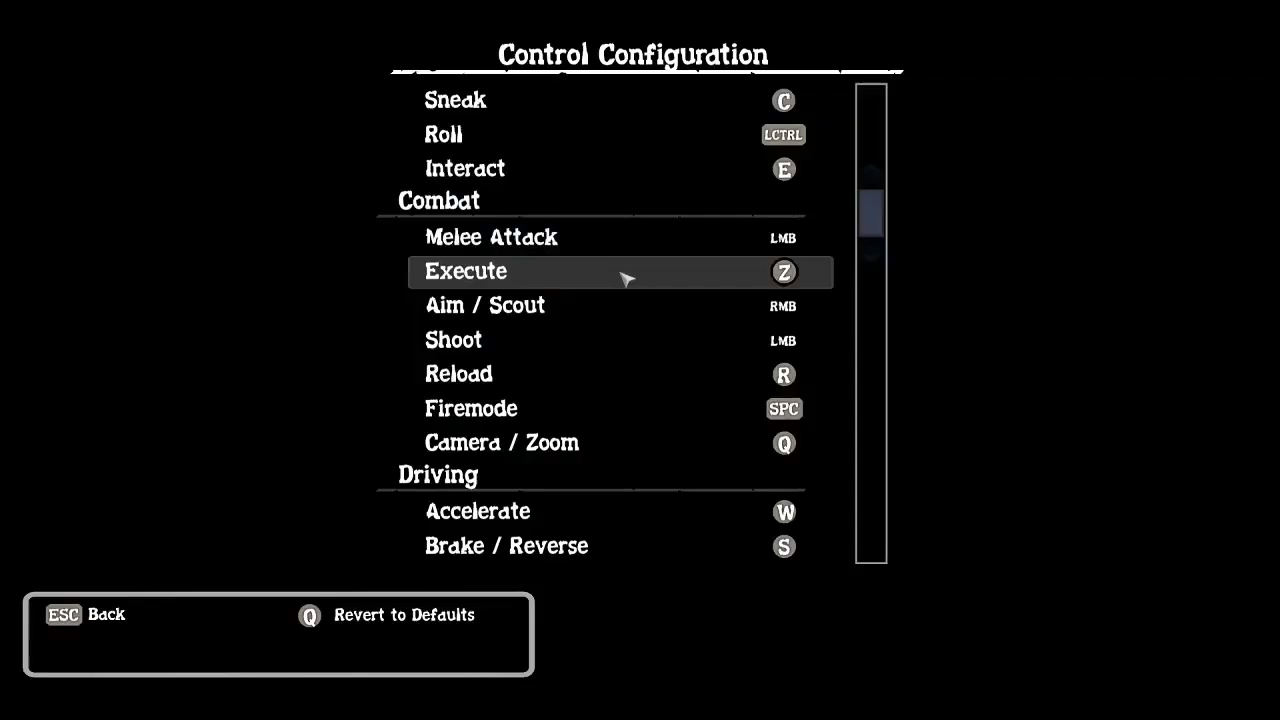 Control Configuration
Sneak C
Roll LCTRL
Interact E
Combat
Melee Attack LMB
Execute Z
Aim / Scout RMB
Shoot LMB
Reload R
Firemode SPC
Camera / Zoom Q
Driving
Accelerate W
Brake / Reverse S
ESC Back Q Revert to Defaults